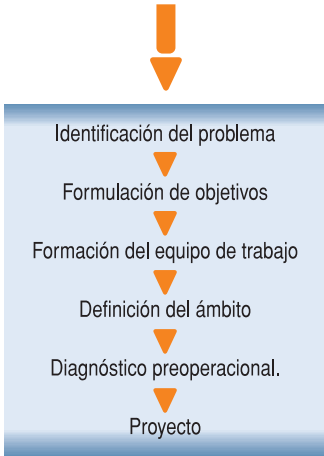 Identificación del problema
Formulación de objetivos
Formación del equipo de trabajo
Definición del ámbito
Diagnóstico preoperacional.
Proyecto